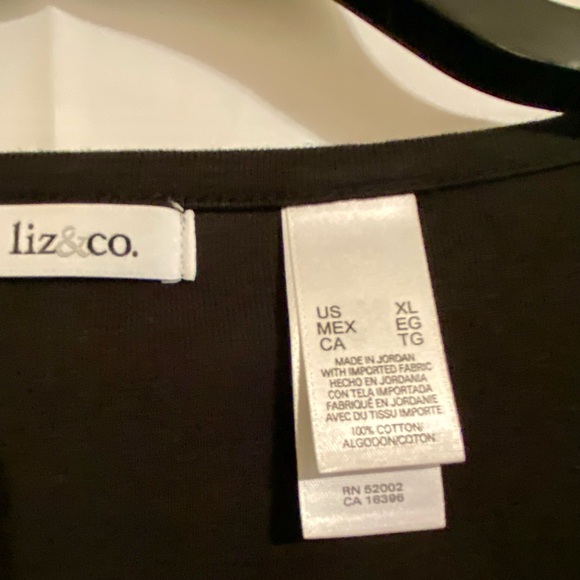 liz&co.
US XL
MEX EG
CA TG
MADE IN JORDAN
WITH IMPORTED FABRIC
HECHO EN JORDANIA
CON TELA IMPORTADA
FABRIQUÉ EN JORDANIE
AVEC DU TISSU IMPORTE
100% COTTON/
ALGODON/COTON
RN 52002
CA 16396